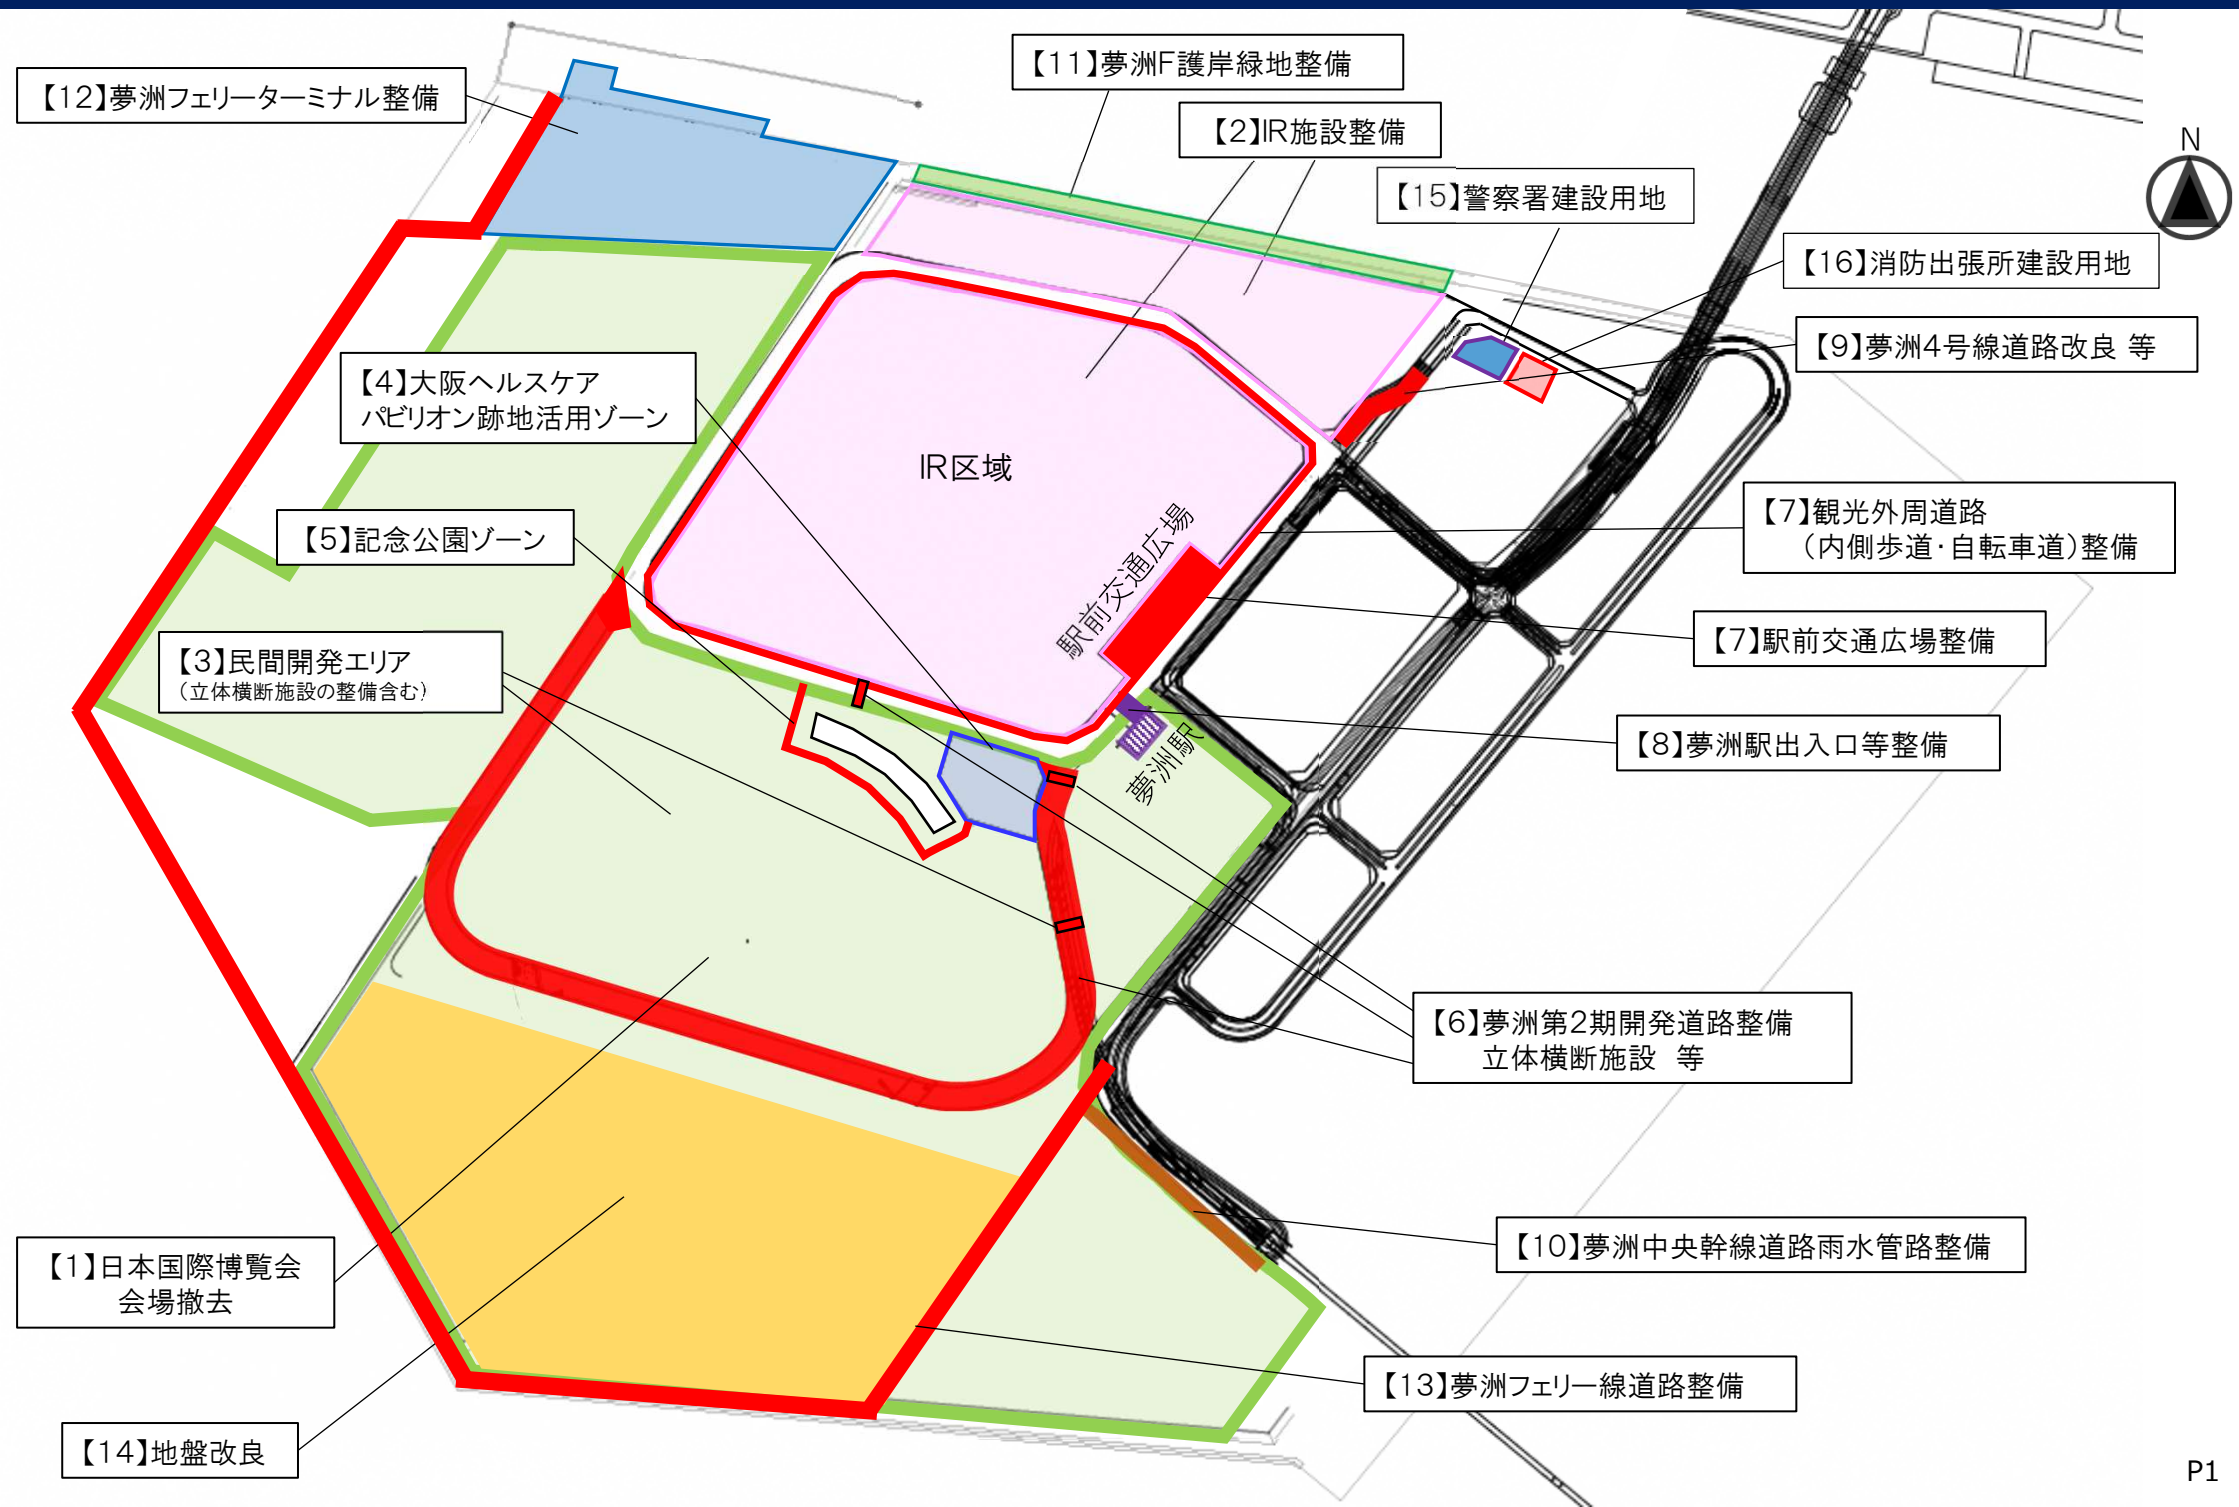 【11】夢洲F護岸緑地整備
【12】夢洲フェリーターミナル整備
【2】IR施設整備
N
【15】警察署建設用地
【16】消防出張所建設用地
【9】夢洲4号線道路改良 等
【4】大阪ヘルスケア
パビリオン跡地活用ゾーン
IR区域
【7】観光外周道路
（内側歩道・自転車道）整備
【5】記念公園ゾーン
駅前交通広場
【7】駅前交通広場整備
【3】民間開発エリア
（立体横断施設の整備含む）
【8】夢洲駅出入口等整備
夢洲駅
【6】夢洲第2期開発道路整備
立体横断施設 等
【10】夢洲中央幹線道路雨水管路整備
【1】日本国際博覧会
会場撤去
【13】夢洲フェリー線道路整備
【14】地盤改良
P1